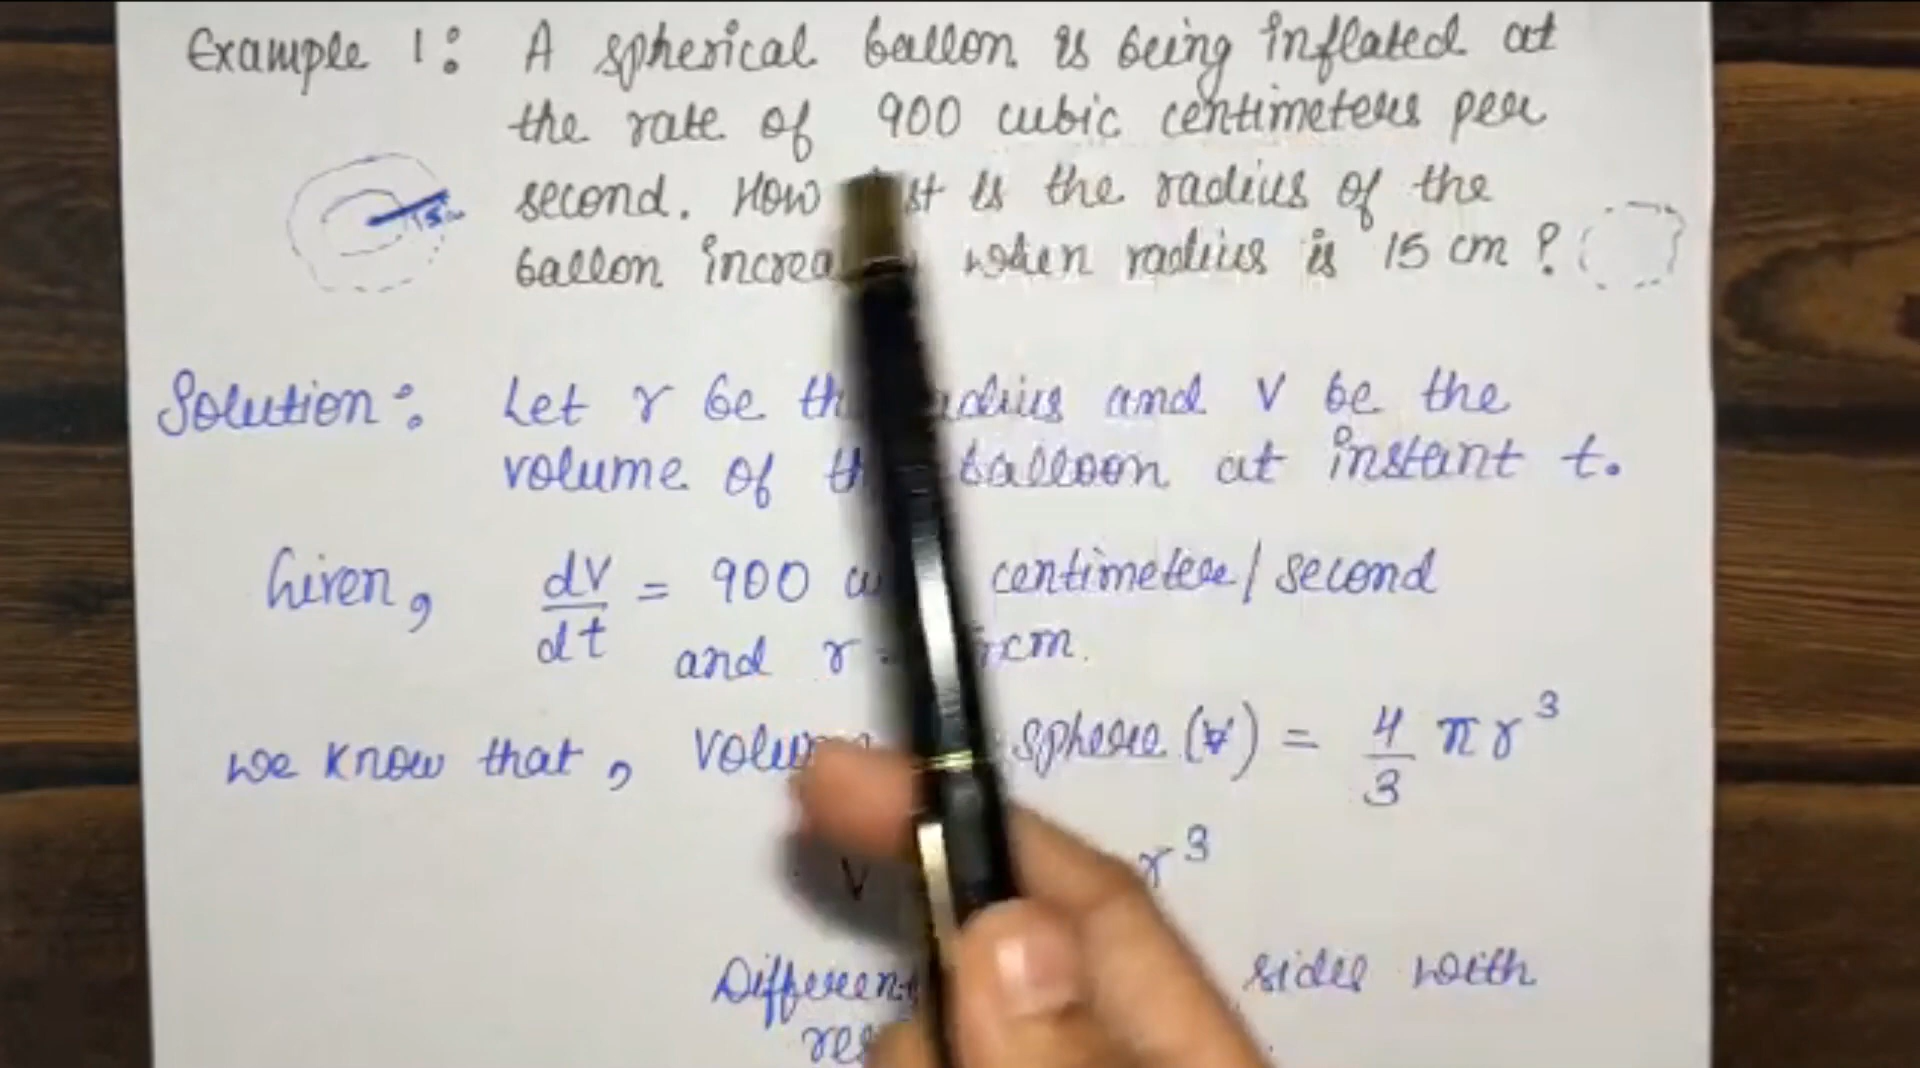 Example 1: A spherical ballon is being inflated at
the rate of 900 cubic centimeters per
second. How is the radius of the
ballon when radius is 15 cm ?
15
Solution: Let r be radius and V be the
volume of balloon at instant t.
Given, dV/dt = 900 centimeter/second
and r cm.
we know that, sphere (V) = 4/3 πr³
V r³
sides with